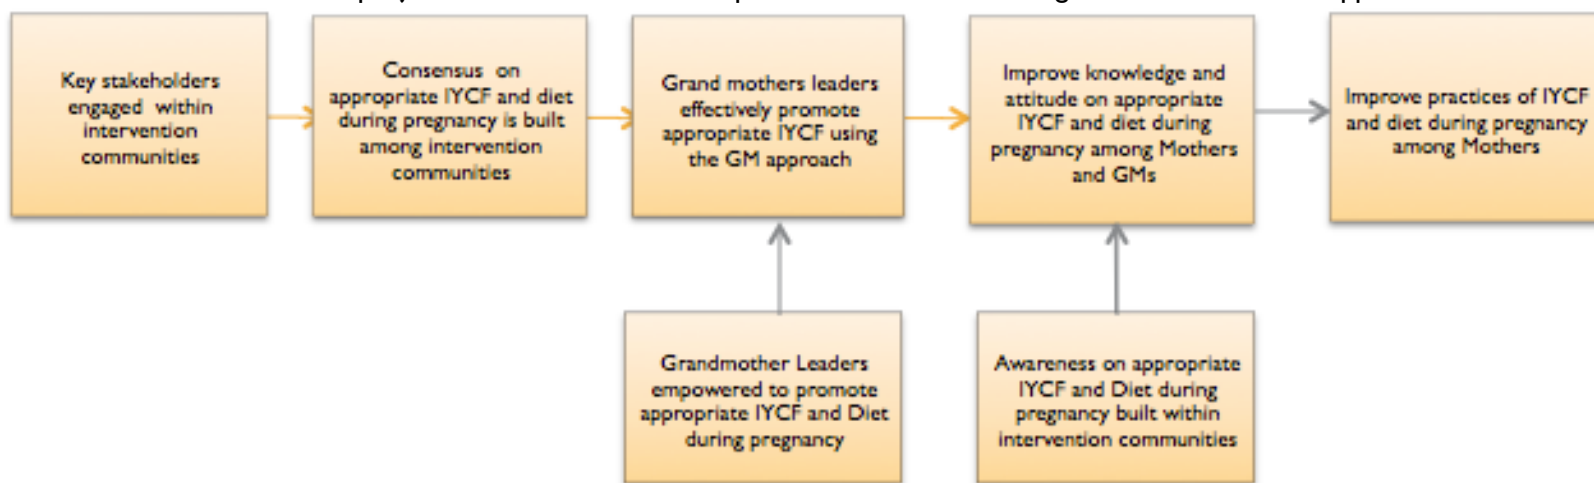 Key stakeholders
engaged within
intervention
communities
Consensus on
appropriate IYCF and diet
during pregnancy is built
among intervention
communities
Grand mothers leaders
effectively promote
appropriate IYCF using
the GM approach
Improve knowledge and
attitude on appropriate
IYCF and diet during
pregnancy among Mothers
and GMs
Improve practices of IYCF
and diet during pregnancy
among Mothers
Grandmother Leaders
empowered to promote
appropriate IYCF and Diet
during pregnancy
Awareness on appropriate
IYCF and Diet during
pregnancy built within
intervention communities